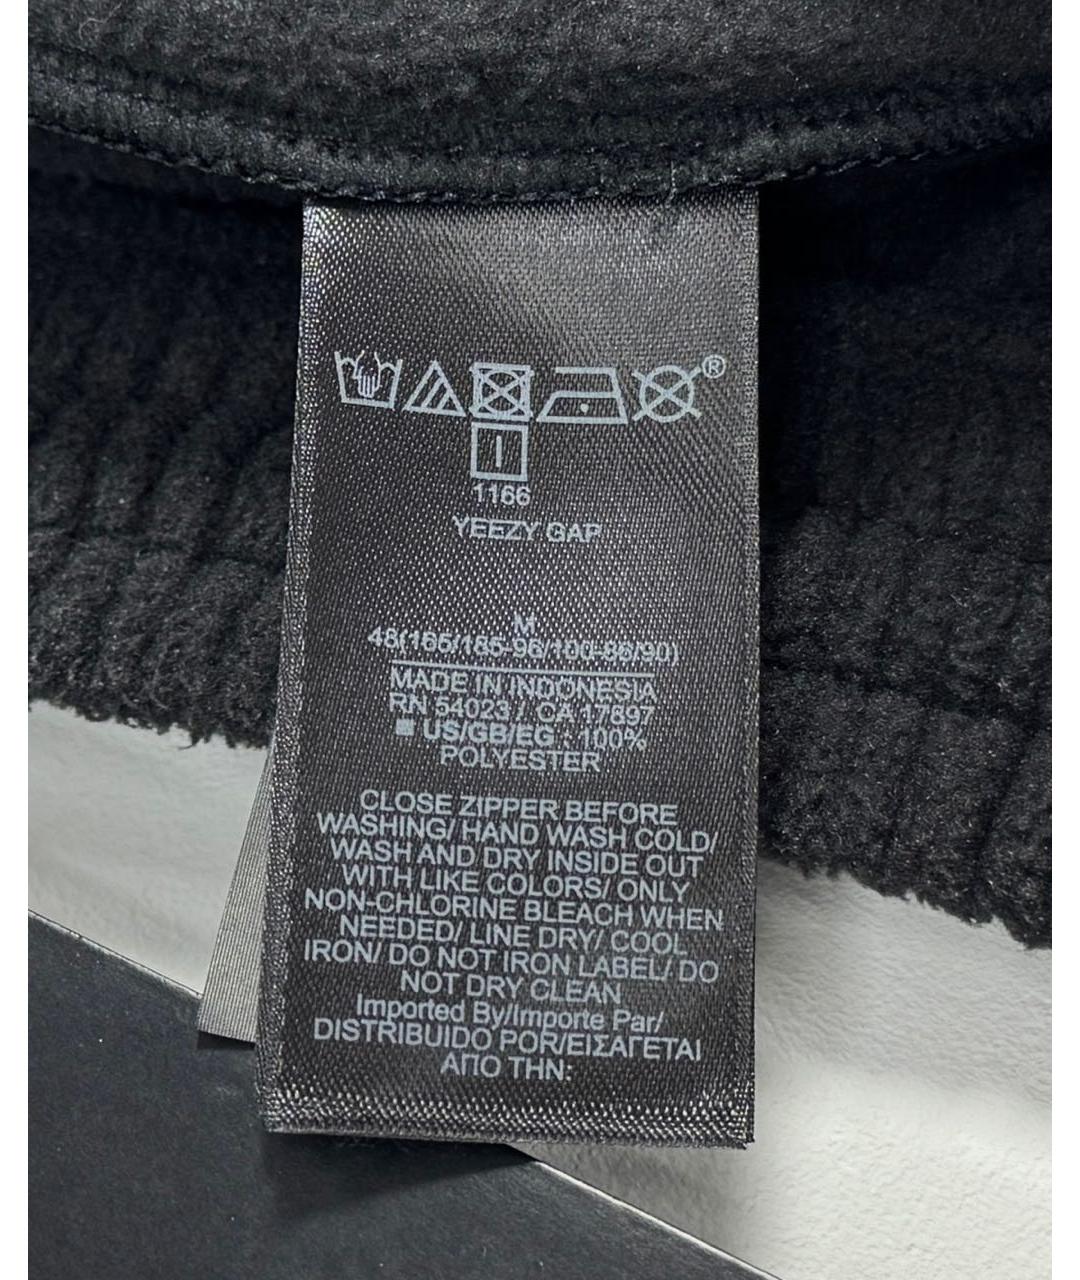 ®
1166
YEEZY GAP
M
48(165/185-96/100-86/90)
MADE IN INDONESIA
RN 54023 / CA 17897
US/GB/EG : 100%
POLYESTER
CLOSE ZIPPER BEFORE
WASHING/ HAND WASH COLD/
WASH AND DRY INSIDE OUT
WITH LIKE COLORS/ ONLY
NON-CHLORINE BLEACH WHEN
NEEDED/ LINE DRY/ COOL
IRON/ DO NOT IRON LABEL/ DO
NOT DRY CLEAN
Imported By/Importe Par/
DISTRIBUIDO POR/ΕΙΣΑΓΕΤΑΙ
ΑΠΟ ΤΗΝ: